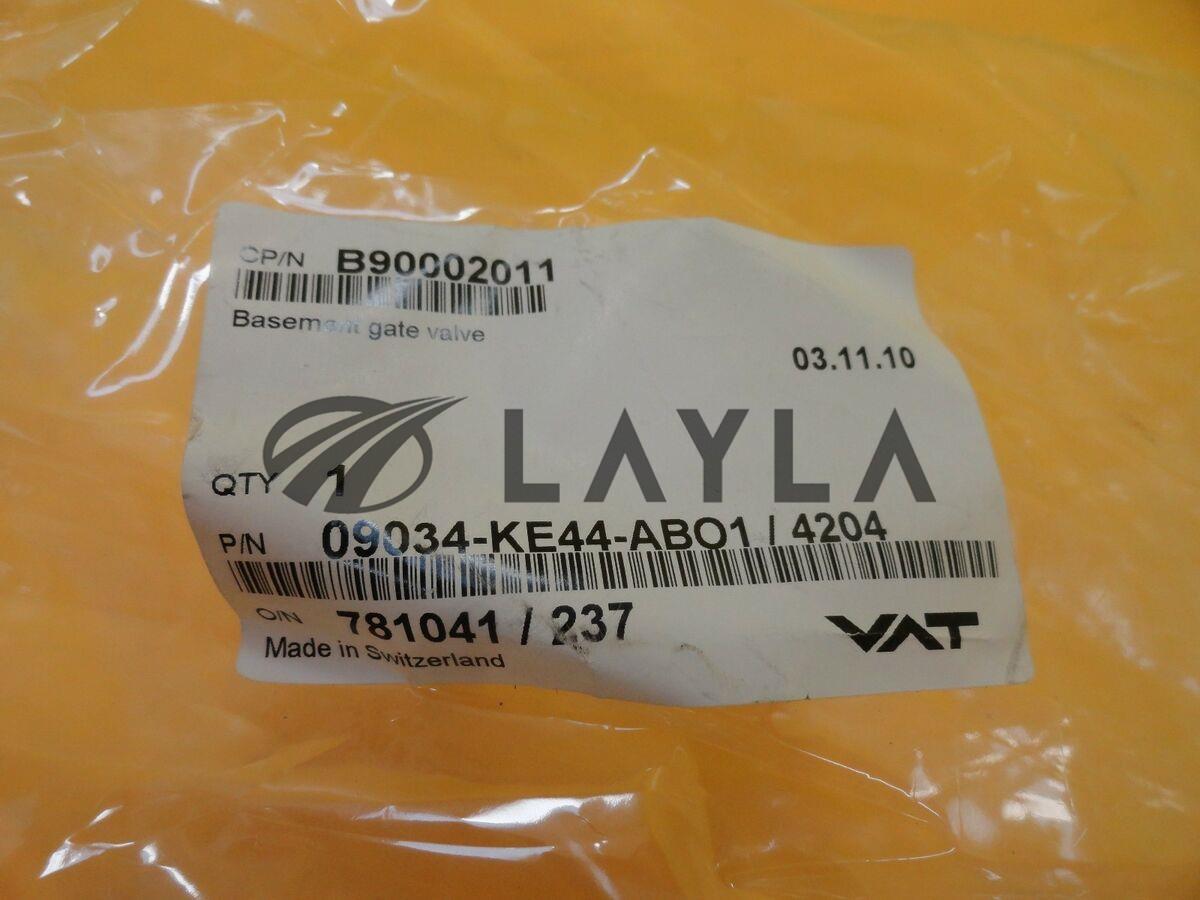 CP/N B90002011
Basement gate valve
03.11.10
LAYLA
QTY 1
P/N 09034-KE44-ABO1 / 4204
O/N 781041 / 237
VAT
Made in Switzerland